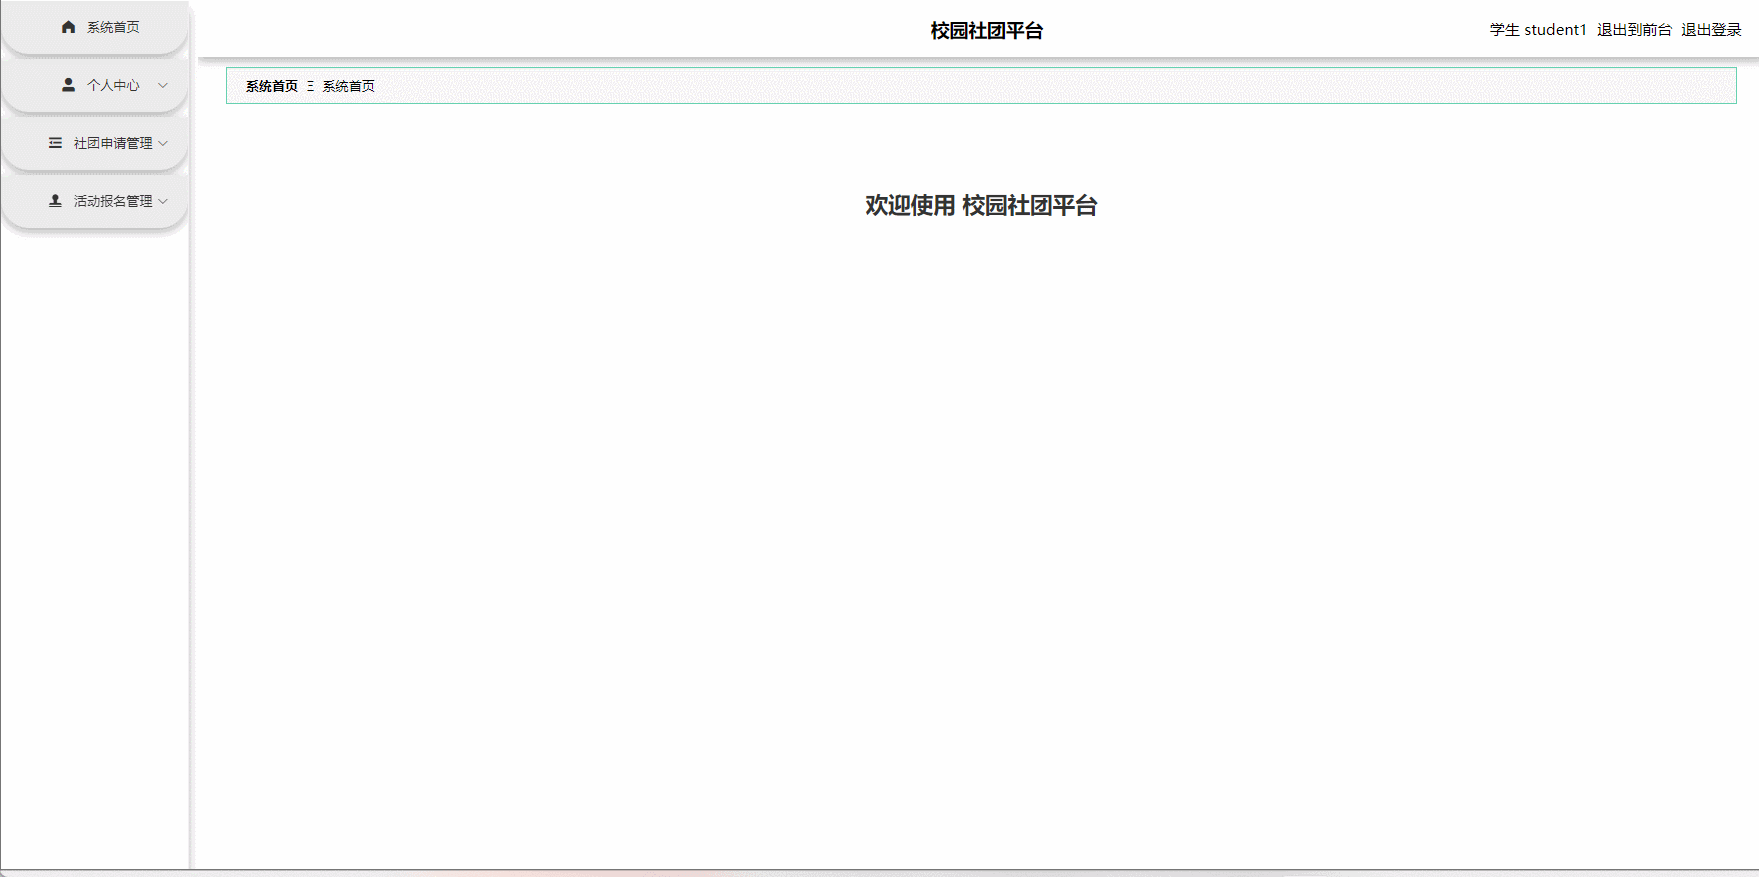 系统首页
个人中心
社团申请管理
活动报名管理
校园社团平台
学生 student1 退出到前台 退出登录
系统首页 Ξ 系统首页
欢迎使用 校园社团平台